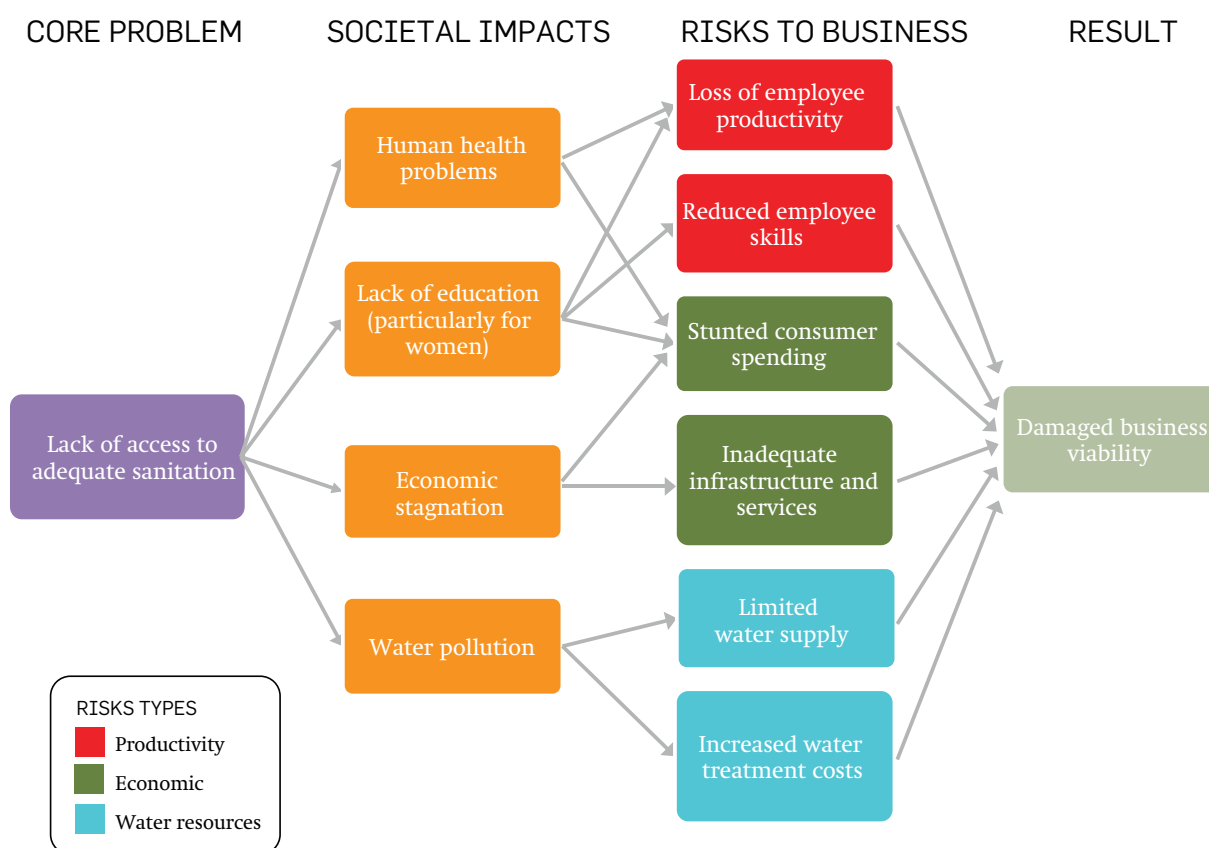 CORE PROBLEM
SOCIETAL IMPACTS
RISKS TO BUSINESS
RESULT
Lack of access to
adequate sanitation
Human health
problems
Lack of education
(particularly for
women)
Economic
stagnation
Water pollution
Loss of employee
productivity
Reduced employee
skills
Stunted consumer
spending
Inadequate
infrastructure and
services
Limited
water supply
Increased water
treatment costs
Damaged business
viability
RISKS TYPES
Productivity
Economic
Water resources